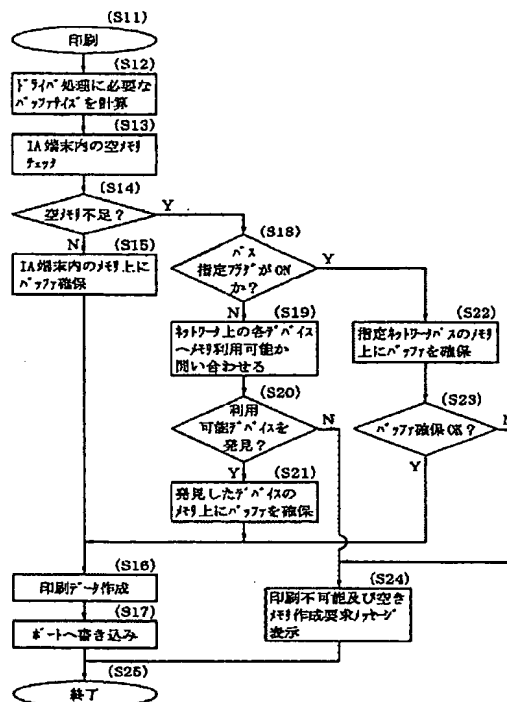 (S11)
印刷
(S12)
ドライバ処理に必要な
バッファサイズを計算
(S13)
IA端末内の空メモリ
チェック
(S14)
空メモリ不足?
Y
N
(S15)
IA端末内のメモリ上に
バッファ確保
(S18)
パス
指定フラグがON
か?
Y
N
(S19)
ネットワーク上の各デバイス
へメモリ利用可能か
問い合わせる
(S20)
利用
可能デバイスを
発見?
N
Y
(S21)
発見したデバイスの
メモリ上にバッファを確保
(S22)
指定ネットワークパスのメモリ
上にバッファを確保
(S23)
バッファ確保OK?
N
Y
(S16)
印刷データ作成
(S17)
ポートへ書き込み
(S24)
印刷不可能及び空き
メモリ作成要求メッセージ
表示
(S25)
終了